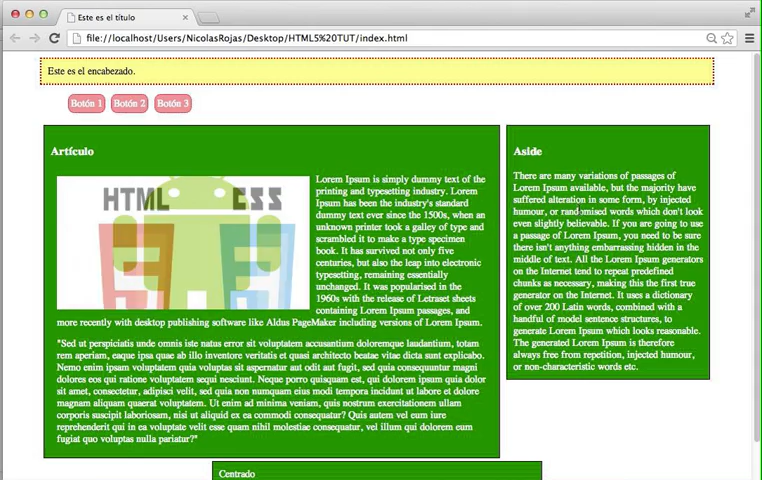 Este es el título
file://localhost/Users/NicolasRojas/Desktop/HTML5%20TUT/index.html
Este es el encabezado.
Botón 1 Botón 2 Botón 3
Artículo
HTML CSS
Lorem Ipsum is simply dummy text of the
printing and typesetting industry. Lorem
Ipsum has been the industry's standard
dummy text ever since the 1500s, when an
unknown printer took a galley of type and
scrambled it to make a type specimen
book. It has survived not only five
centuries, but also the leap into electronic
typesetting, remaining essentially
unchanged. It was popularised in the
1960s with the release of Letraset sheets
containing Lorem Ipsum passages, and
more recently with desktop publishing software like Aldus PageMaker including versions of Lorem Ipsum.
"Sed ut perspiciatis unde omnis iste natus error sit voluptatem accusantium doloremque laudantium, totam
rem aperiam, eaque ipsa quae ab illo inventore veritatis et quasi architecto beatae vitae dicta sunt explicabo.
Nemo enim ipsam voluptatem quia voluptas sit aspernatur aut odit aut fugit, sed quia consequuntur magni
dolores eos qui ratione voluptatem sequi nesciunt. Neque porro quisquam est, qui dolorem ipsum quia dolor
sit amet, consectetur, adipisci velit, sed quia non numquam eius modi tempora incidunt ut labore et dolore
magnam aliquam quaerat voluptatem. Ut enim ad minima veniam, quis nostrum exercitationem ullam
corporis suscipit laboriosam, nisi ut aliquid ex ea commodi consequatur? Quis autem vel eum iure
reprehenderit qui in ea voluptate velit esse quam nihil molestiae consequatur, vel illum qui dolorem eum
fugiat quo voluptas nulla pariatur?"
Aside
There are many variations of passages of
Lorem Ipsum available, but the majority have
suffered alteration in some form, by injected
humour, or randomised words which don't look
even slightly believable. If you are going to use
a passage of Lorem Ipsum, you need to be sure
there isn't anything embarrassing hidden in the
middle of text. All the Lorem Ipsum generators
on the Internet tend to repeat predefined
chunks as necessary, making this the first true
generator on the Internet. It uses a dictionary
of over 200 Latin words, combined with a
handful of model sentence structures, to
generate Lorem Ipsum which looks reasonable.
The generated Lorem Ipsum is therefore
always free from repetition, injected humour,
or non-characteristic words etc.
Centrado